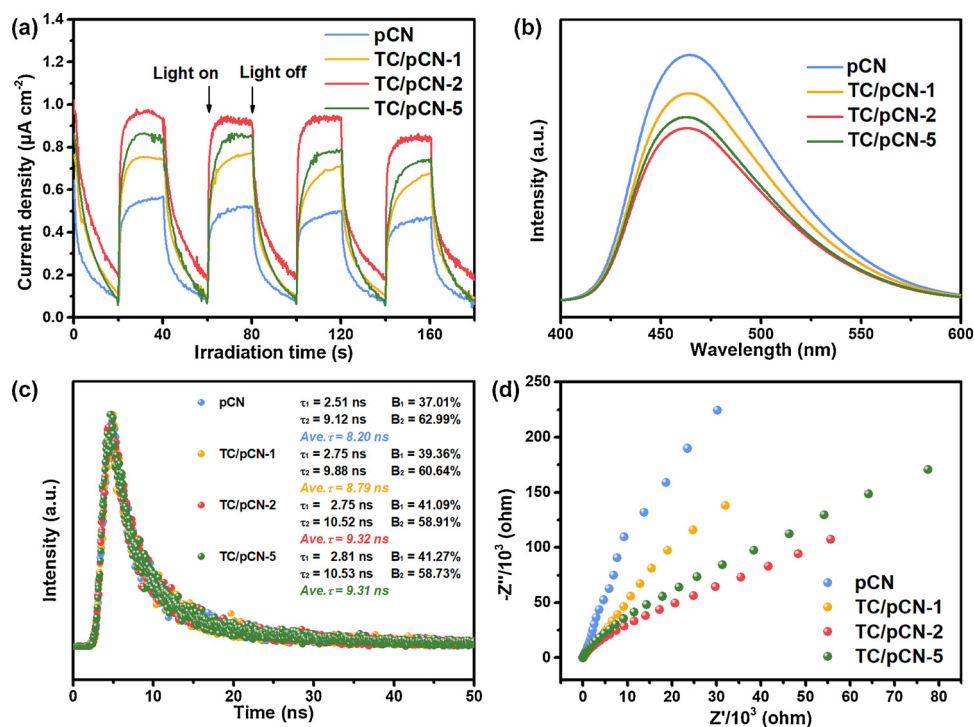 (a)
pCN
TC/pCN-1
TC/pCN-2
TC/pCN-5
Light on
Light off
1.4
1.2
1.0
0.8
0.6
0.4
0.2
0.0
Current density (μA cm⁻²)
0 40 80 120 160
Irradiation time (s)
(b)
pCN
TC/pCN-1
TC/pCN-2
TC/pCN-5
Intensity (a.u.)
400 450 500 550 600
Wavelength (nm)
(c)
pCN τ₁ = 2.51 ns B₁ = 37.01%
τ₂ = 9.12 ns B₂ = 62.99%
Ave. τ = 8.20 ns
TC/pCN-1 τ₁ = 2.75 ns B₁ = 39.36%
τ₂ = 9.88 ns B₂ = 60.64%
Ave. τ = 8.79 ns
TC/pCN-2 τ₁ = 2.75 ns B₁ = 41.09%
τ₂ = 10.52 ns B₂ = 58.91%
Ave. τ = 9.32 ns
TC/pCN-5 τ₁ = 2.81 ns B₁ = 41.27%
τ₂ = 10.53 ns B₂ = 58.73%
Ave. τ = 9.31 ns
Intensity (a.u.)
0 10 20 30 40 50
Time (ns)
(d)
250
200
150
100
50
0
-Z''/10³ (ohm)
pCN
TC/pCN-1
TC/pCN-2
TC/pCN-5
0 10 20 30 40 50 60 70 80
Z'/10³ (ohm)